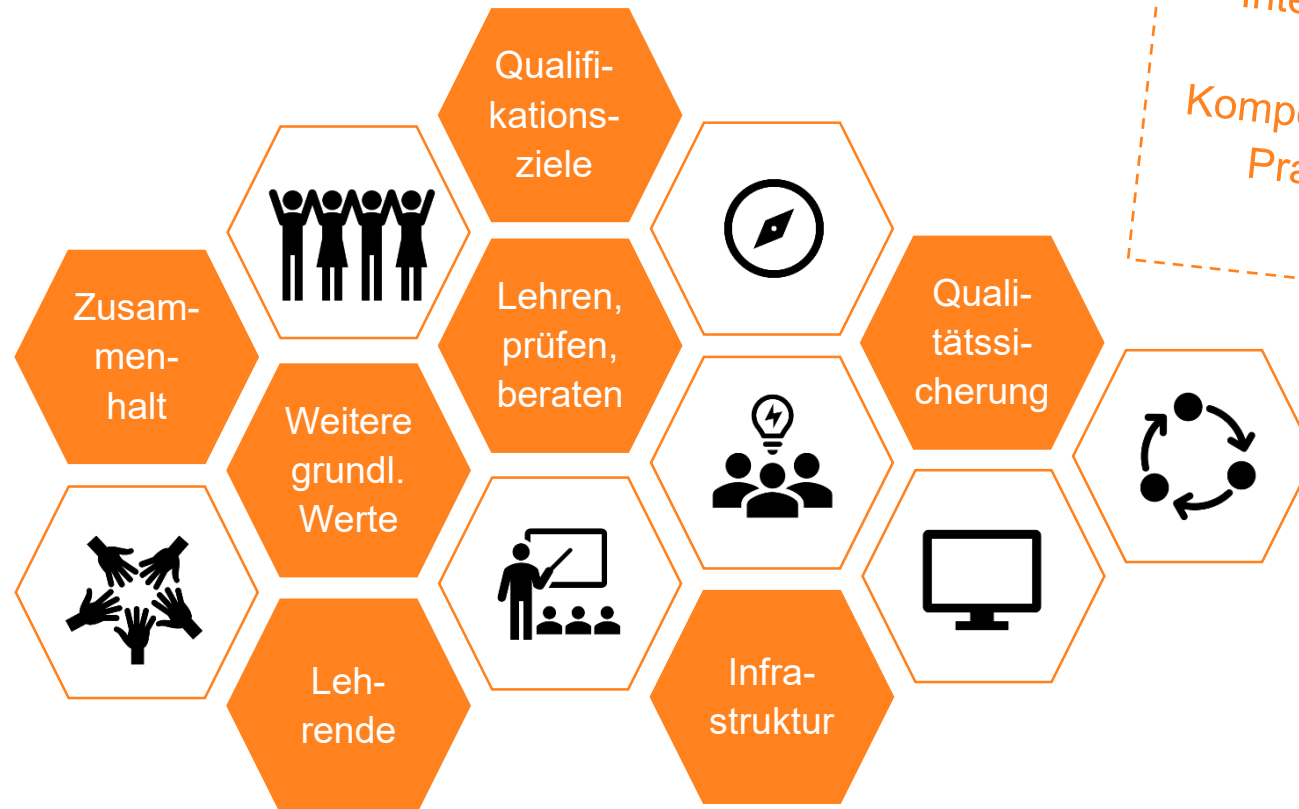 Qualifi-
kations-
ziele
Zusam-
men-
halt
Lehren,
prüfen,
beraten
Quali-
tätssi-
cherung
Weitere
grundl.
Werte
Leh-
rende
Infra-
struktur